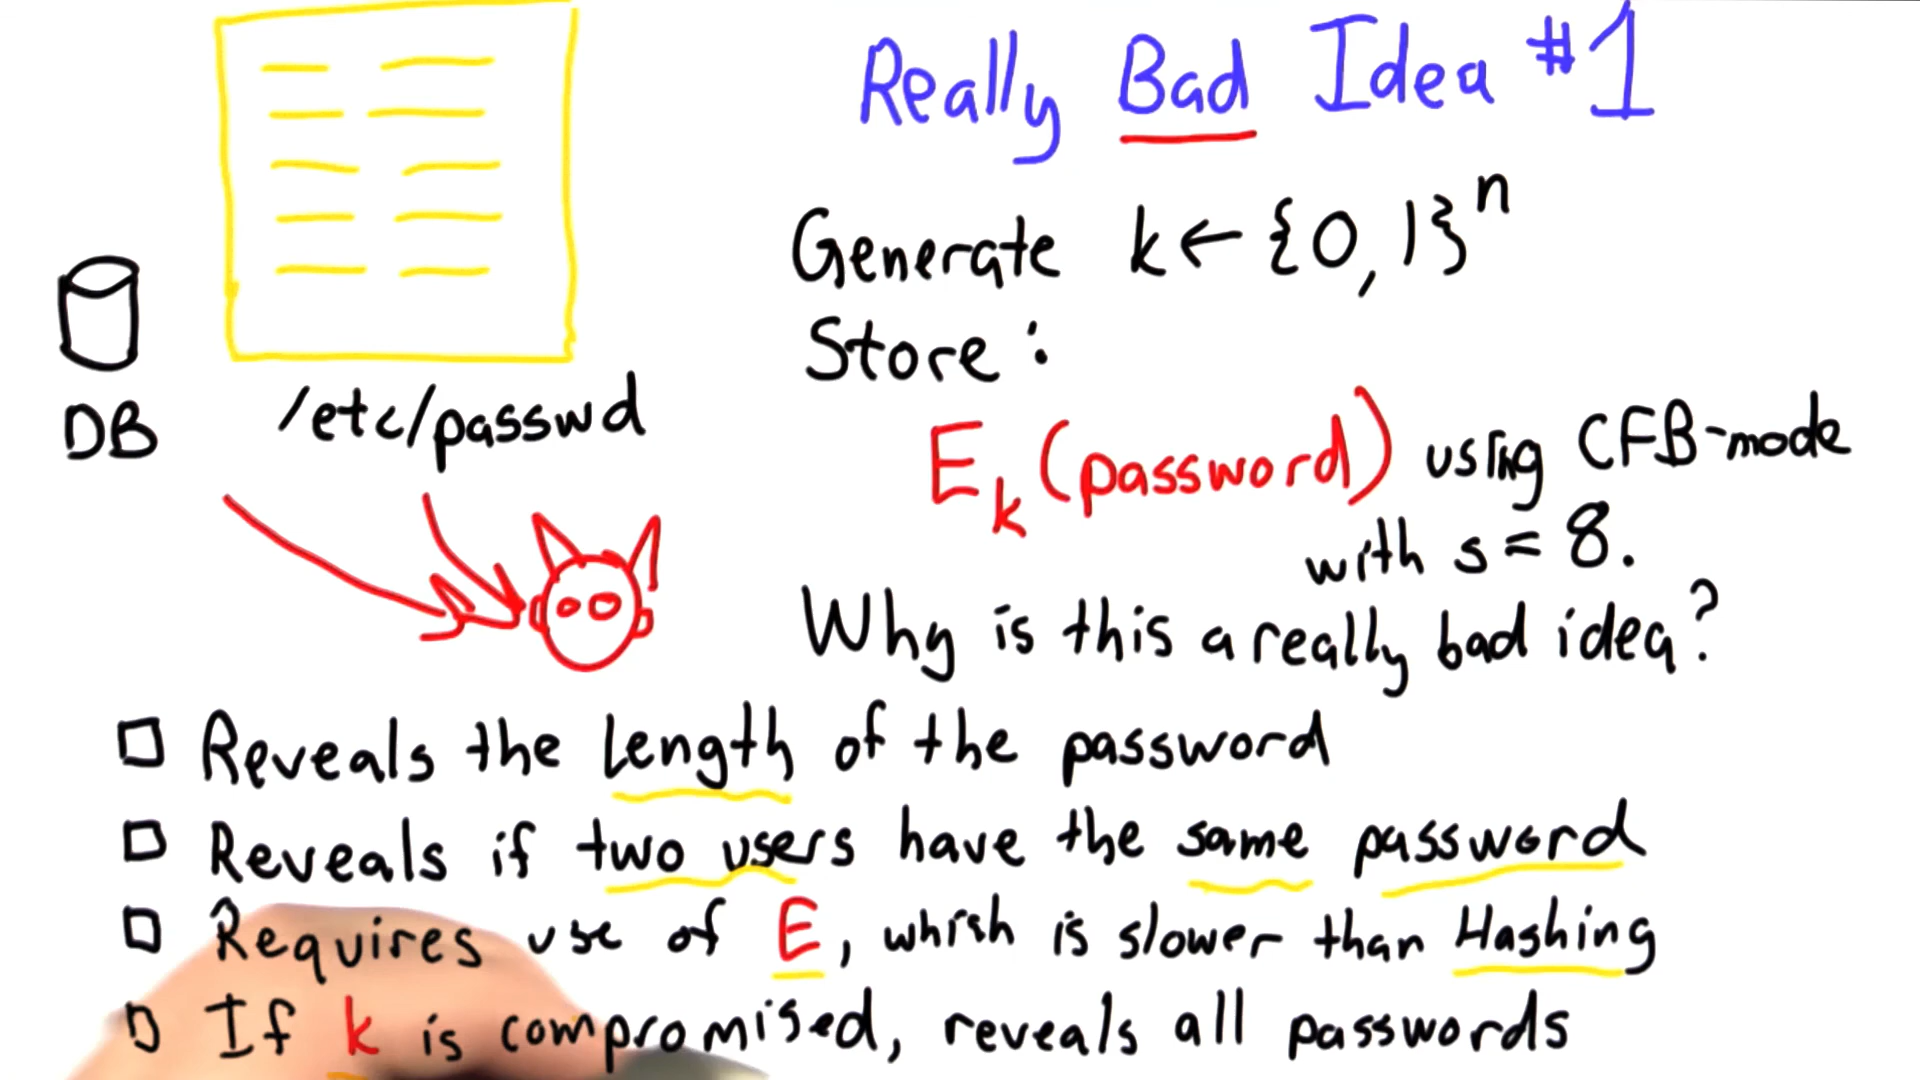 Really Bad Idea #1
Generate k ← {0,1}ⁿ
Store:
E_k (password) using CFB-mode
with s = 8.
DB
/etc/passwd
Why is this a really bad idea?
□ Reveals the length of the password
□ Reveals if two users have the same password
□ Requires use of E, which is slower than Hashing
□ If k is compromised, reveals all passwords